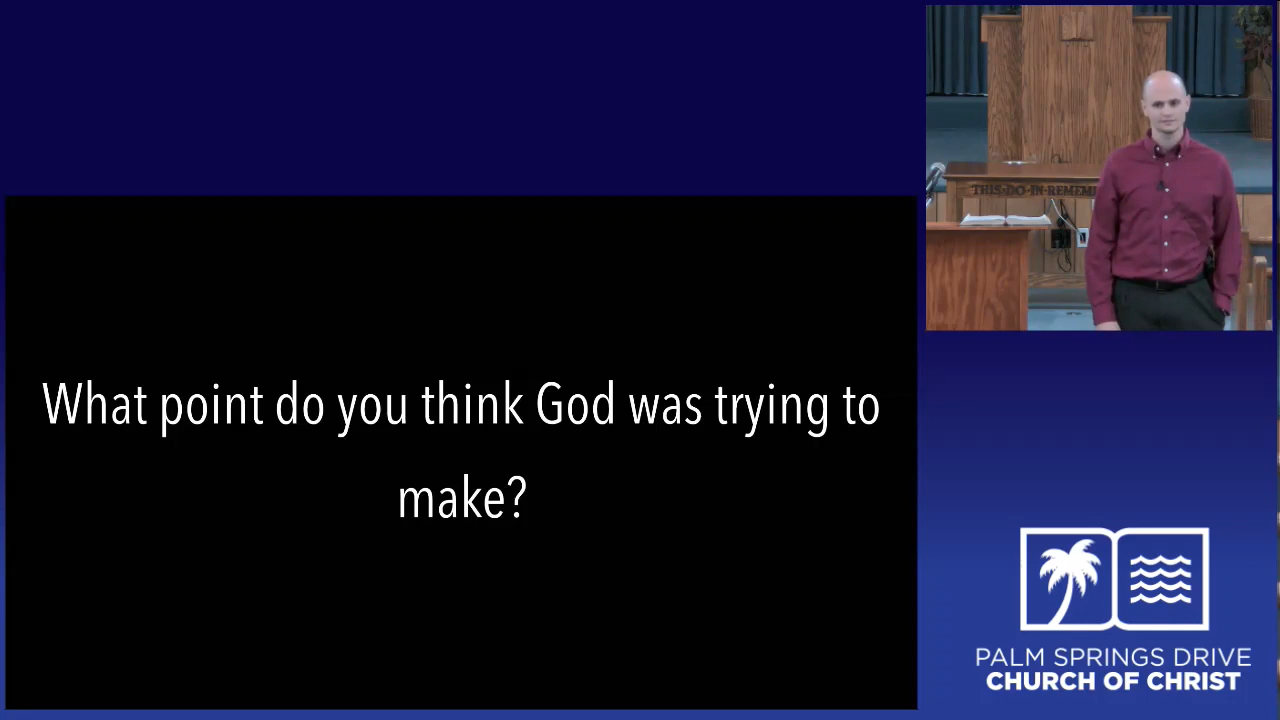 What point do you think God was trying to
make?
THIS·DO·IN·REMEM
PALM SPRINGS DRIVE
CHURCH OF CHRIST